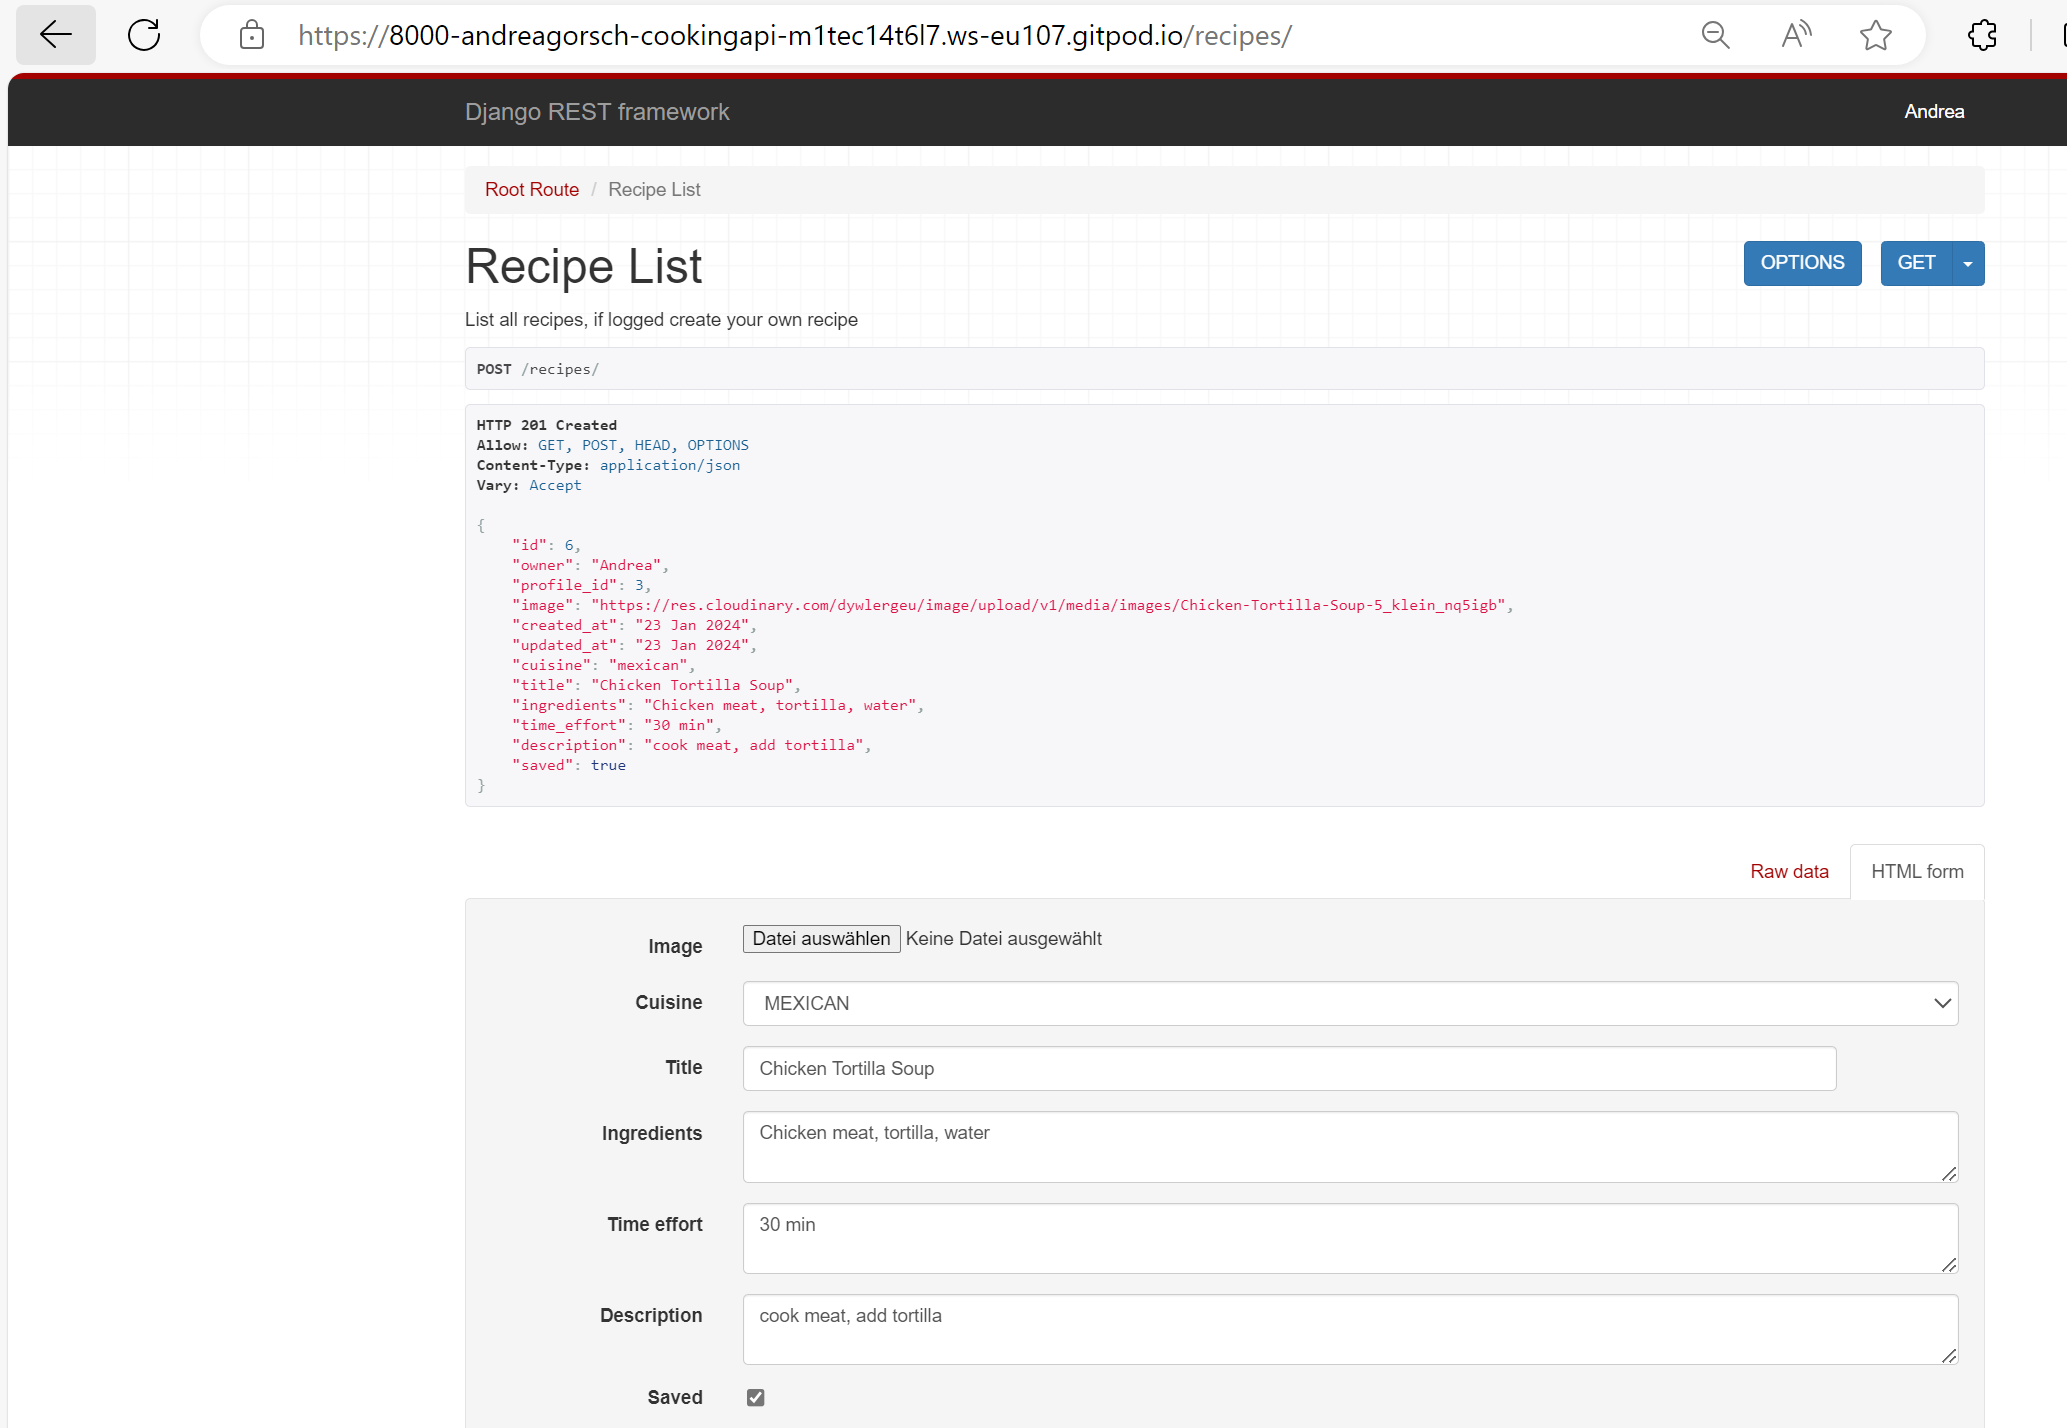 https://8000-andreagorsch-cookingapi-m1tec14t6l7.ws-eu107.gitpod.io/recipes/
Django REST framework
Andrea
Root Route / Recipe List
Recipe List
OPTIONS
GET
List all recipes, if logged create your own recipe
POST /recipes/
HTTP 201 Created
Allow: GET, POST, HEAD, OPTIONS
Content-Type: application/json
Vary: Accept
{
"id": 6,
"owner": "Andrea",
"profile_id": 3,
"image": "https://res.cloudinary.com/dywlergeu/image/upload/v1/media/images/Chicken-Tortilla-Soup-5_klein_nq5igb",
"created_at": "23 Jan 2024",
"updated_at": "23 Jan 2024",
"cuisine": "mexican",
"title": "Chicken Tortilla Soup",
"ingredients": "Chicken meat, tortilla, water",
"time_effort": "30 min",
"description": "cook meat, add tortilla",
"saved": true
}
Raw data
HTML form
Image
Datei auswählen Keine Datei ausgewählt
Cuisine
MEXICAN
Title
Chicken Tortilla Soup
Ingredients
Chicken meat, tortilla, water
Time effort
30 min
Description
cook meat, add tortilla
Saved